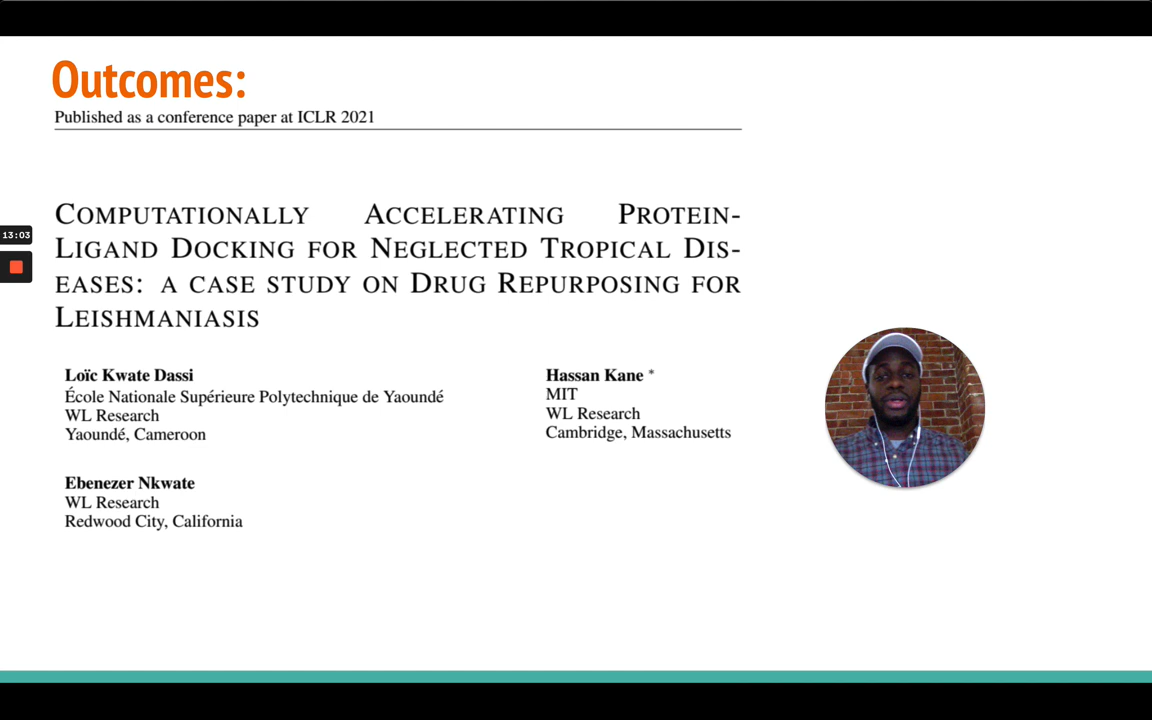 Outcomes:
Published as a conference paper at ICLR 2021
13:03
COMPUTATIONALLY ACCELERATING PROTEIN-
LIGAND DOCKING FOR NEGLECTED TROPICAL DIS-
EASES: A CASE STUDY ON DRUG REPURPOSING FOR
LEISHMANIASIS
Loïc Kwate Dassi
École Nationale Supérieure Polytechnique de Yaoundé
WL Research
Yaoundé, Cameroon
Hassan Kane *
MIT
WL Research
Cambridge, Massachusetts
Ebenezer Nkwate
WL Research
Redwood City, California